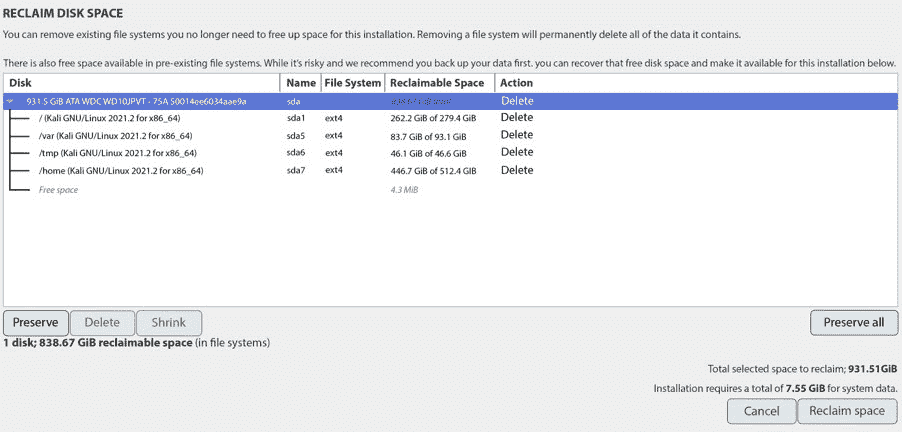 RECLAIM DISK SPACE
You can remove existing file systems you no longer need to free up space for this installation. Removing a file system will permanently delete all of the data it contains.
There is also free space available in pre-existing file systems. While it's risky and we recommend you back up your data first. you can recover that free disk space and make it available for this installation below.
Disk Name File System Reclaimable Space Action
931 5 GiB ATA WDC WD10JPVT - 75A 50014ee6034aae9a sda Delete
/ (Kali GNU/Linux 2021.2 for x86_64) sda1 ext4 262.2 GIB of 279.4 GIB Delete
/var (Kali GNU/Linux 2021.2 for x86_64) sda5 ext4 83.7 GIB of 93.1 GIB Delete
/tmp (Kali GNU/Linux 2021.2 for x86_64) sda6 ext4 46.1 GIB of 46.6 GIB Delete
/home (Kali GNU/Linux 2021.2 for x86_64) sda7 ext4 446.7 GIB of 512.4 GIB Delete
Free space 4.3 MiB
Preserve Delete Shrink Preserve all
1 disk; 838.67 GiB reclaimable space (in file systems)
Total selected space to reclaim; 931.51GiB
Installation requires a total of 7.55 GiB for system data.
Cancel Reclaim space